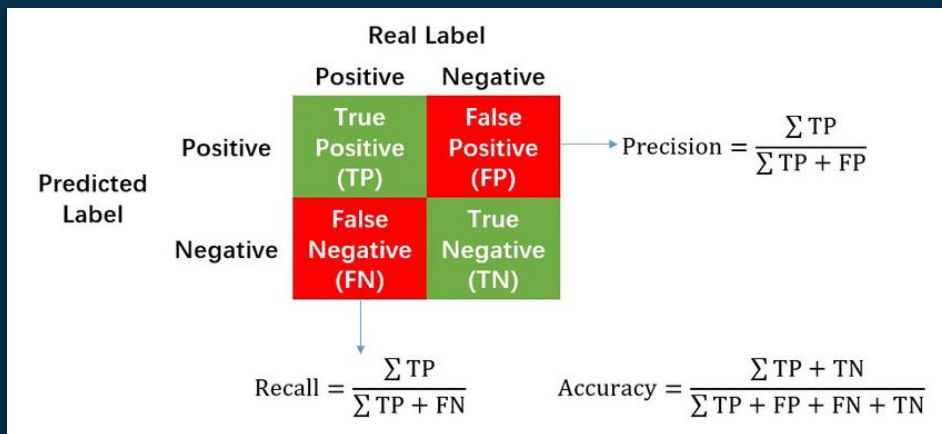 Real Label
Positive Negative
True Positive (TP)
False Positive (FP)
Positive
Precision = ∑ TP / ∑ TP + FP
Predicted Label
Negative
False Negative (FN)
True Negative (TN)
Recall = ∑ TP / ∑ TP + FN
Accuracy = ∑ TP + TN / ∑ TP + FP + FN + TN